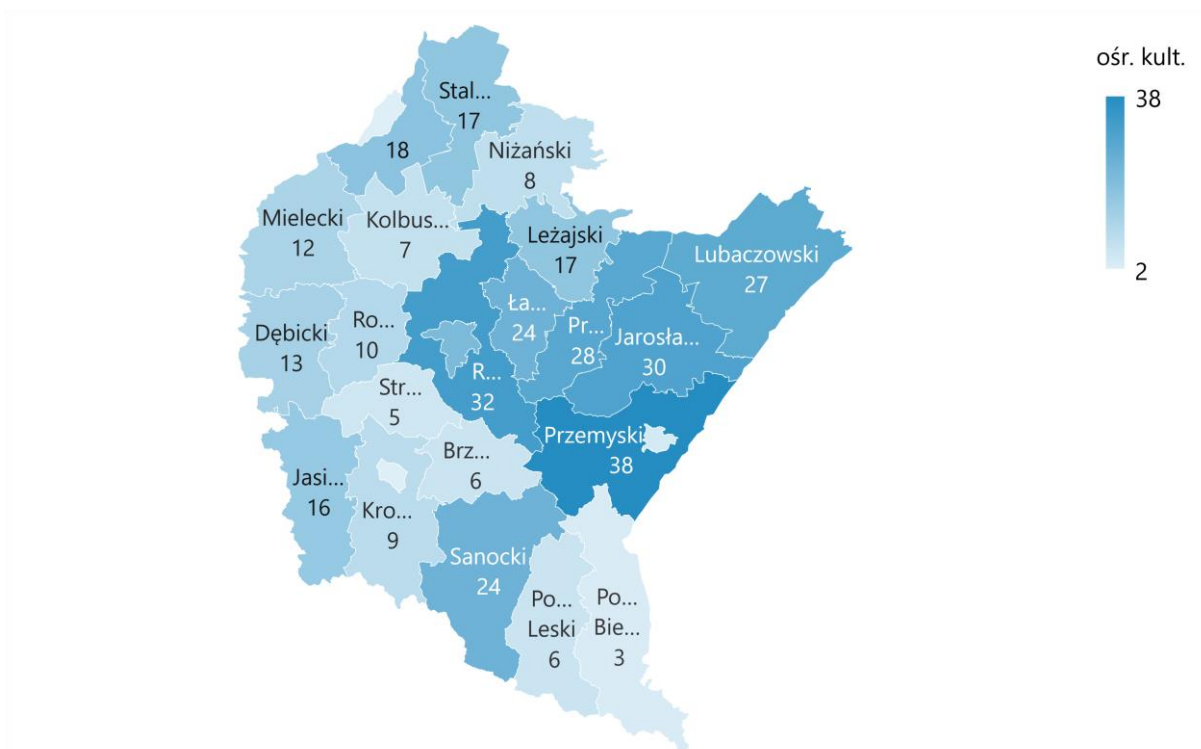 ośr. kult.
38
2
Stal...
17
18
Niżański
8
Mielecki
12
Kolbus...
7
Leżajski
17
Lubaczowski
27
Ła...
24
Pr...
28
Jarosła...
30
Dębicki
13
Ro...
10
R...
32
Str...
5
Przemyski
38
Brz...
6
Jasi...
16
Kro...
9
Sanocki
24
Po...
Leski
6
Po...
Bie...
3